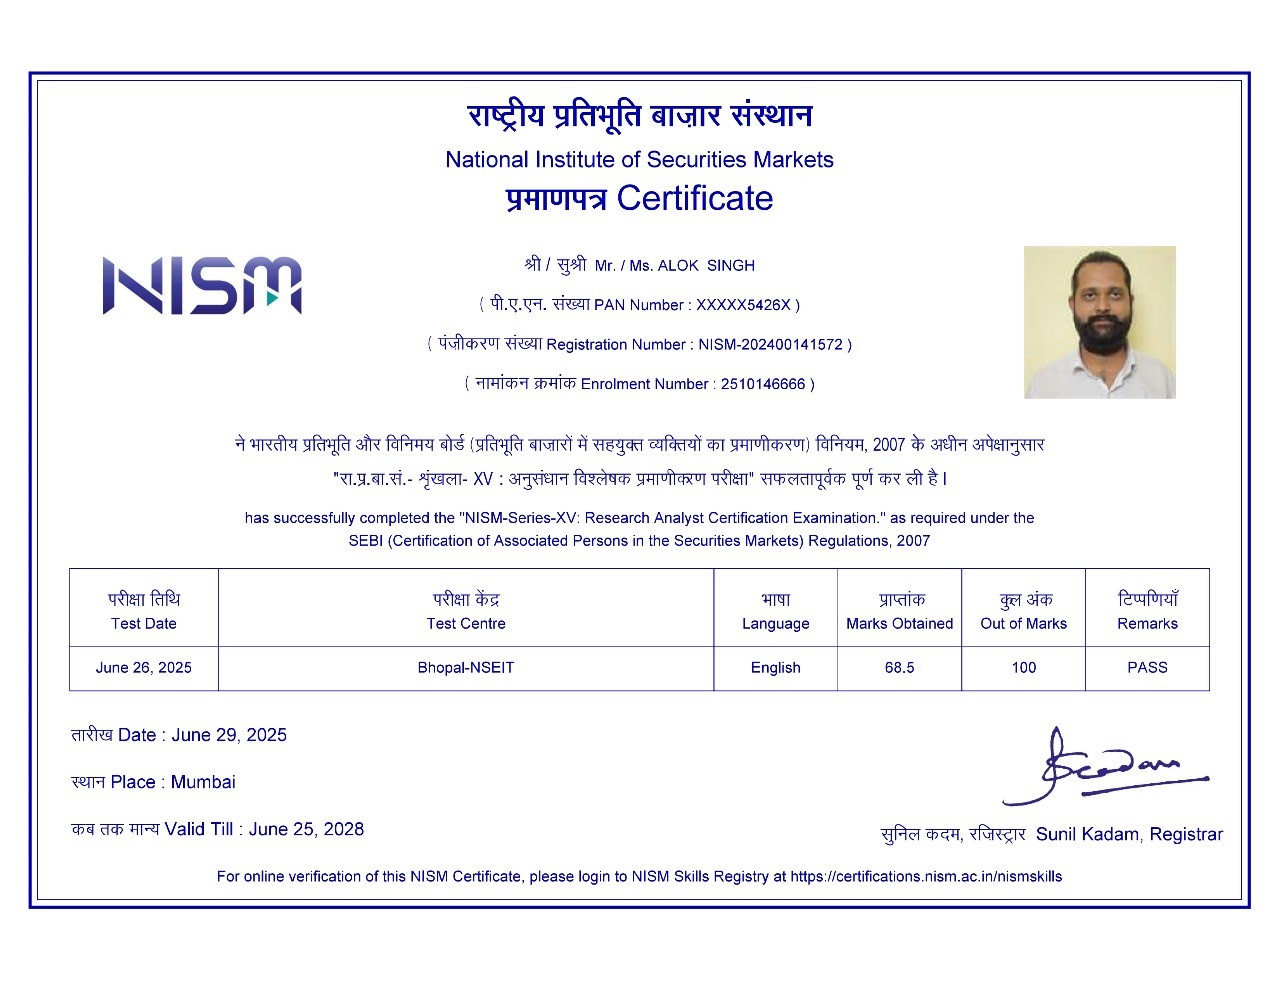 राष्ट्रीय प्रतिभूति बाज़ार संस्थान
National Institute of Securities Markets
प्रमाणपत्र Certificate
NISM
श्री / सुश्री Mr. / Ms. ALOK SINGH
( पी.ए.एन. संख्या PAN Number : XXXXX5426X )
( पंजीकरण संख्या Registration Number : NISM-202400141572 )
( नामांकन क्रमांक Enrolment Number : 2510146666 )
ने भारतीय प्रतिभूति और विनिमय बोर्ड (प्रतिभूति बाजारों में सहयुक्त व्यक्तियों का प्रमाणीकरण) विनियम, 2007 के अधीन अपेक्षानुसार
"रा.प्र.बा.सं.- शृंखला- XV : अनुसंधान विश्लेषक प्रमाणीकरण परीक्षा" सफलतापूर्वक पूर्ण कर ली है।
has successfully completed the "NISM-Series-XV: Research Analyst Certification Examination." as required under the
SEBI (Certification of Associated Persons in the Securities Markets) Regulations, 2007
परीक्षा तिथि परीक्षा केंद्र भाषा प्राप्तांक कुल अंक टिप्पणियाँ
Test Date Test Centre Language Marks Obtained Out of Marks Remarks
June 26, 2025 Bhopal-NSEIT English 68.5 100 PASS
तारीख Date : June 29, 2025
स्थान Place : Mumbai
कब तक मान्य Valid Till : June 25, 2028
सुनिल कदम, रजिस्ट्रार Sunil Kadam, Registrar
For online verification of this NISM Certificate, please login to NISM Skills Registry at https://certifications.nism.ac.in/nismskills